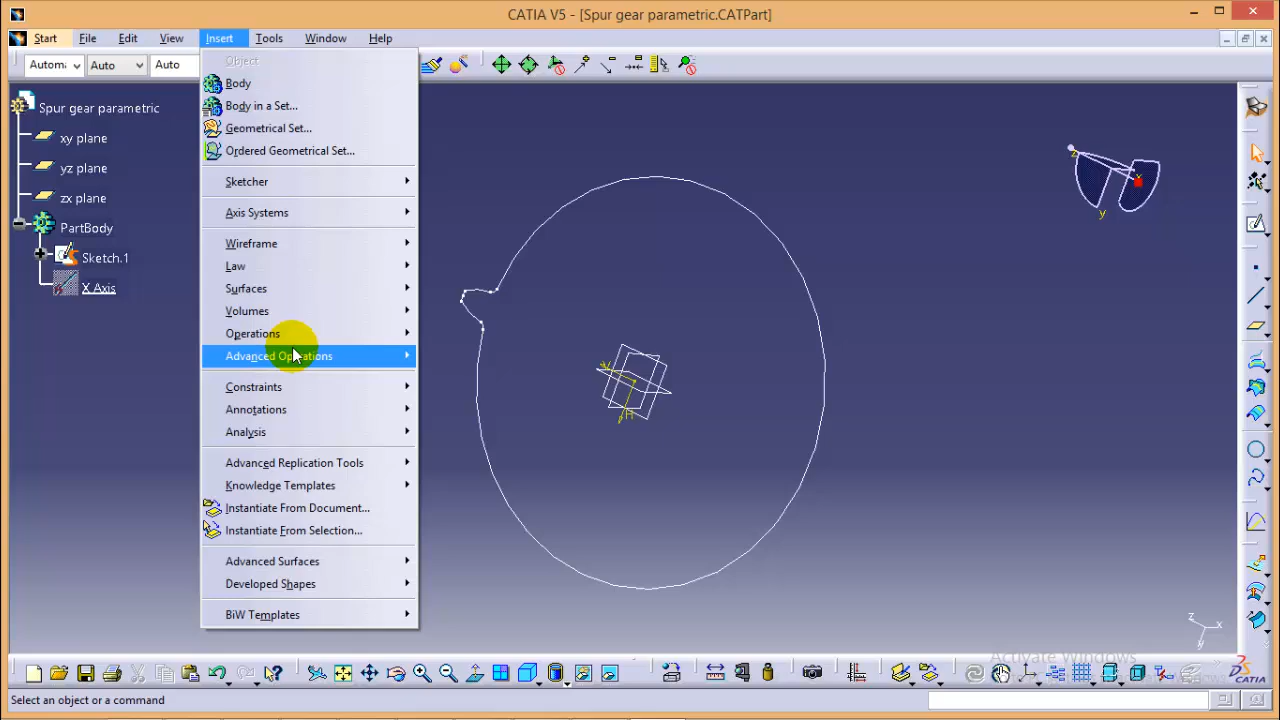 CATIA V5 - [Spur gear parametric.CATPart]
Start File Edit View Insert Tools Window Help
Automa Auto Auto
Object
Body
Body in a Set...
Geometrical Set...
Ordered Geometrical Set...
Sketcher
Axis Systems
Wireframe
Law
Surfaces
Volumes
Operations
Advanced Operations
Constraints
Annotations
Analysis
Advanced Replication Tools
Knowledge Templates
Instantiate From Document...
Instantiate From Selection...
Advanced Surfaces
Developed Shapes
BiW Templates
Spur gear parametric
xy plane
yz plane
zx plane
PartBody
Sketch.1
X Axis
z
y
H
z
x
y
Activate Windows
CATIA
Select an object or a command